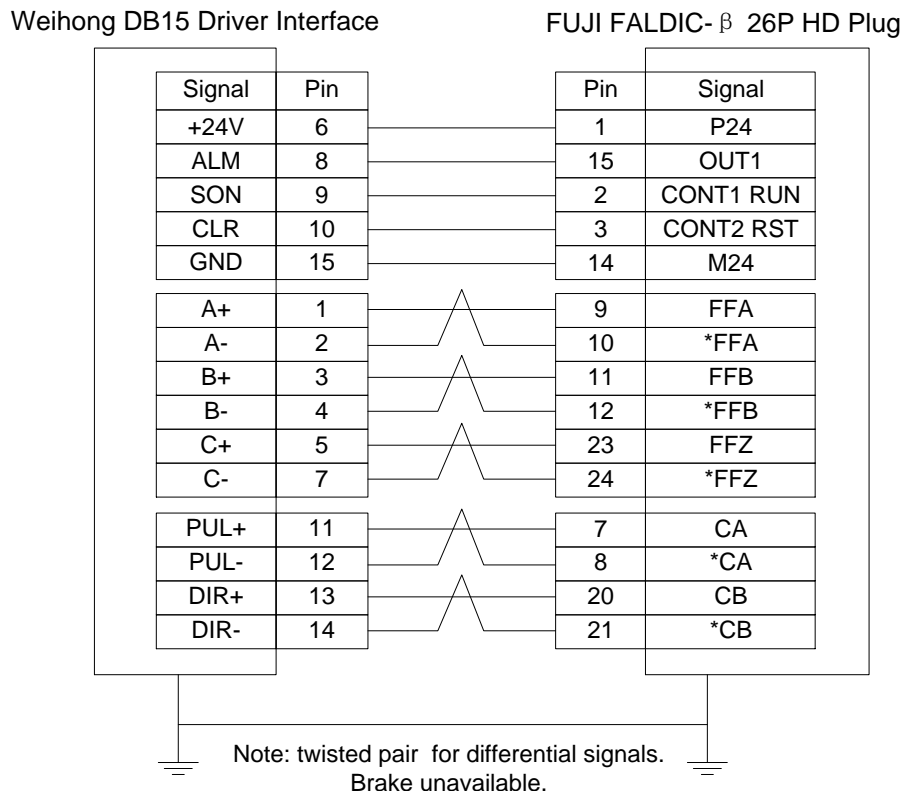 Weihong DB15 Driver Interface FUJI FALDIC-β 26P HD Plug
Signal Pin Pin Signal
+24V 6 1 P24
ALM 8 15 OUT1
SON 9 2 CONT1 RUN
CLR 10 3 CONT2 RST
GND 15 14 M24
A+ 1 9 FFA
A- 2 10 *FFA
B+ 3 11 FFB
B- 4 12 *FFB
C+ 5 23 FFZ
C- 7 24 *FFZ
PUL+ 11 7 CA
PUL- 12 8 *CA
DIR+ 13 20 CB
DIR- 14 21 *CB
Note: twisted pair for differential signals.
Brake unavailable.